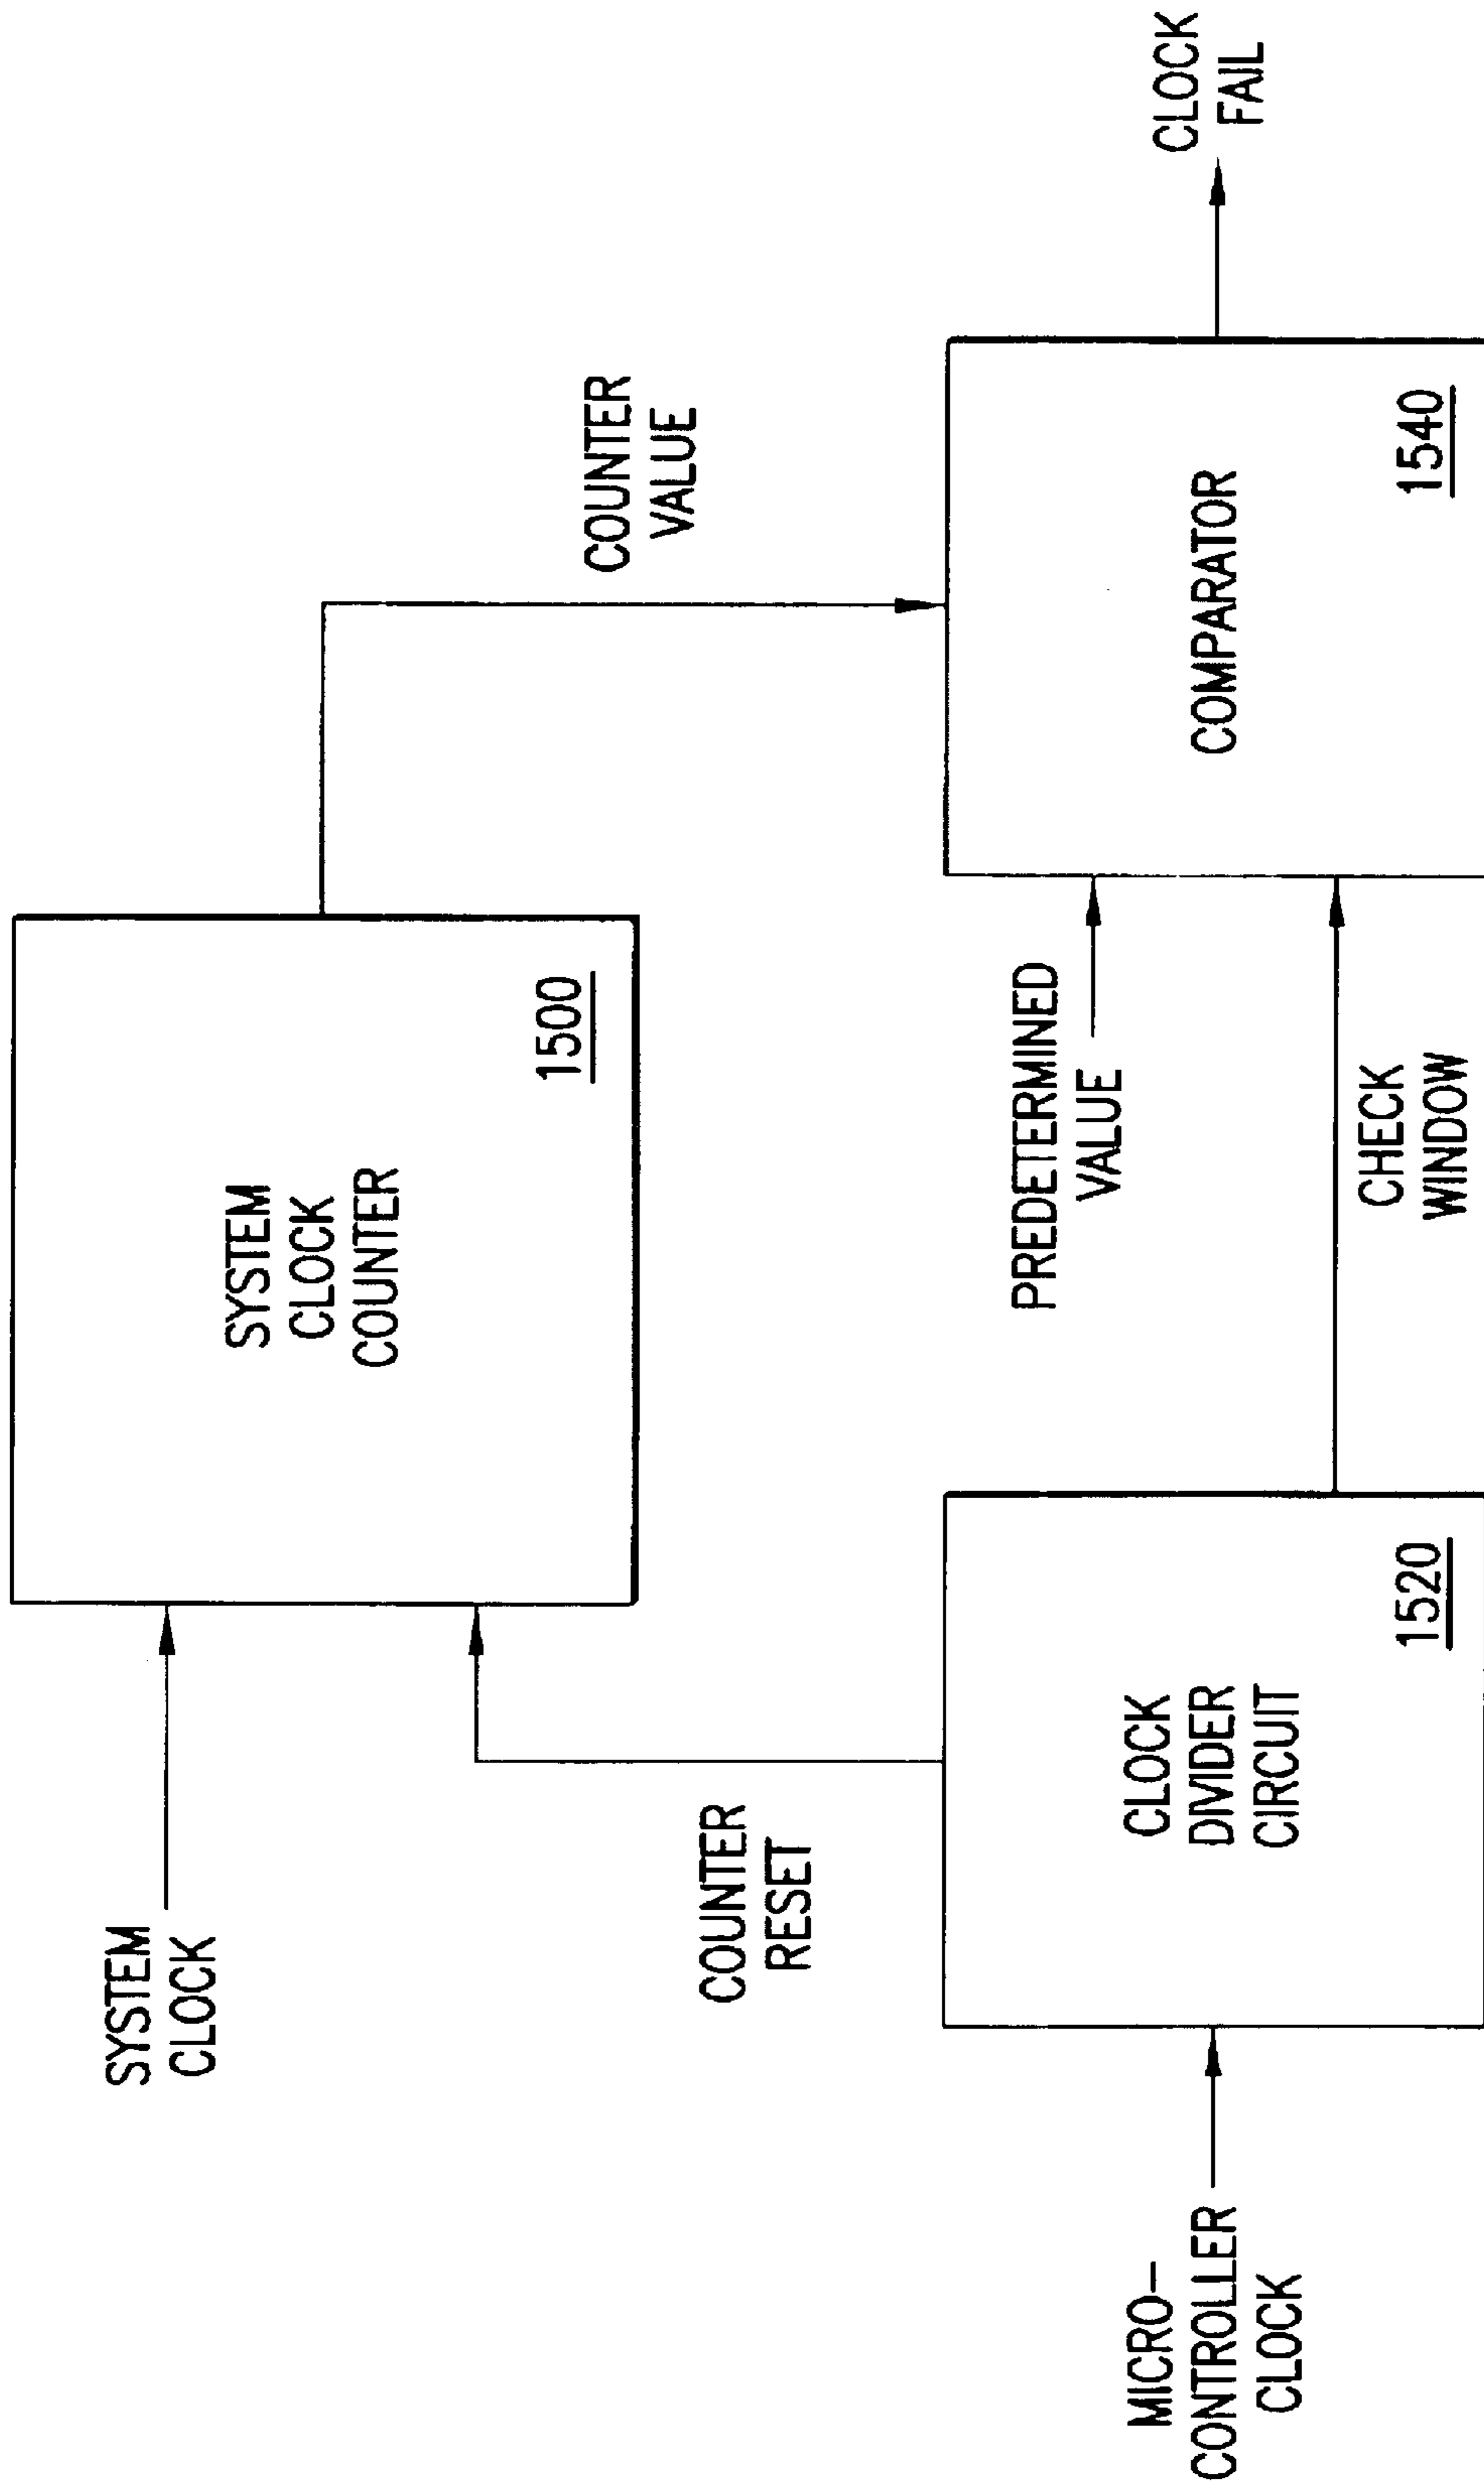 SYSTEM
CLOCK
SYSTEM
CLOCK
COUNTER
1500
COUNTER
VALUE
COUNTER
RESET
MICRO–
CONTROLLER
CLOCK
CLOCK
DIVIDER
CIRCUIT
1520
PREDETERMINED
VALUE
CHECK
WINDOW
COMPARATOR
1540
CLOCK
FAIL